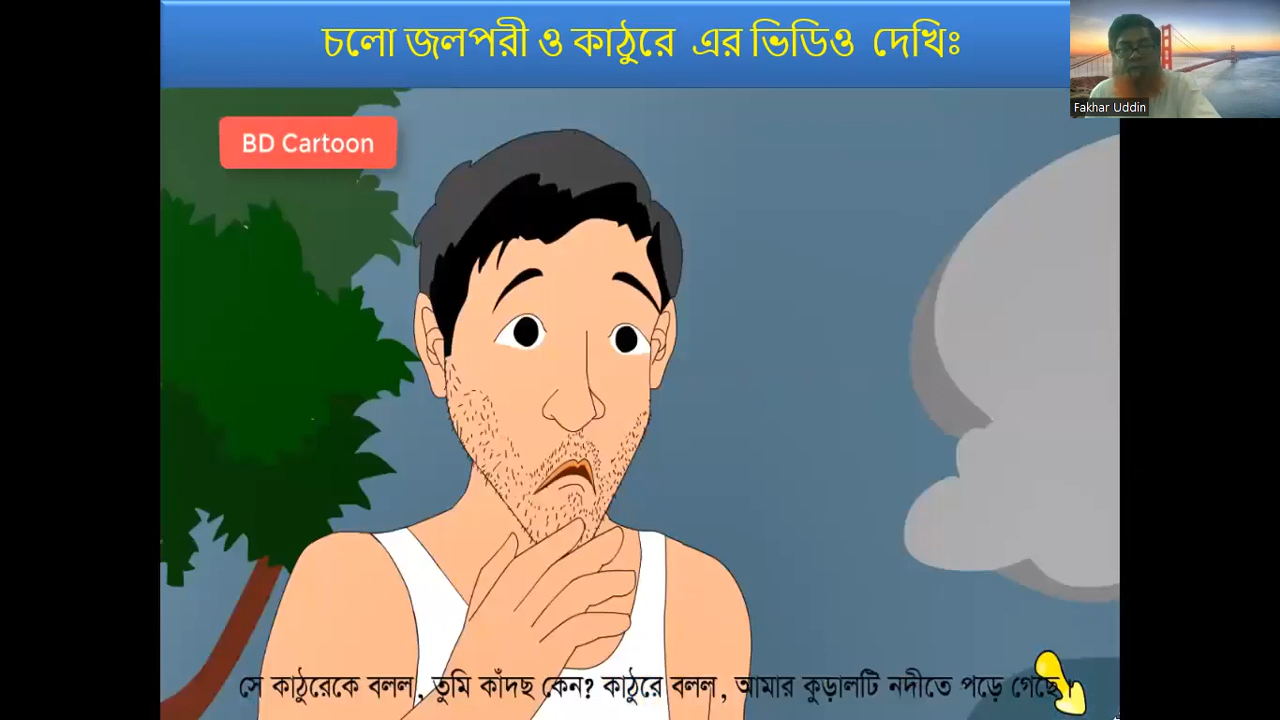 চলো জলপরী ও কাঠুরে এর ভিডিও দেখিঃ
BD Cartoon
Fakhar Uddin
সে কাঠুরেকে বলল, তুমি কাঁদছ কেন? কাঠুরে বলল, আমার কুড়ালটি নদীতে পড়ে গেছে।